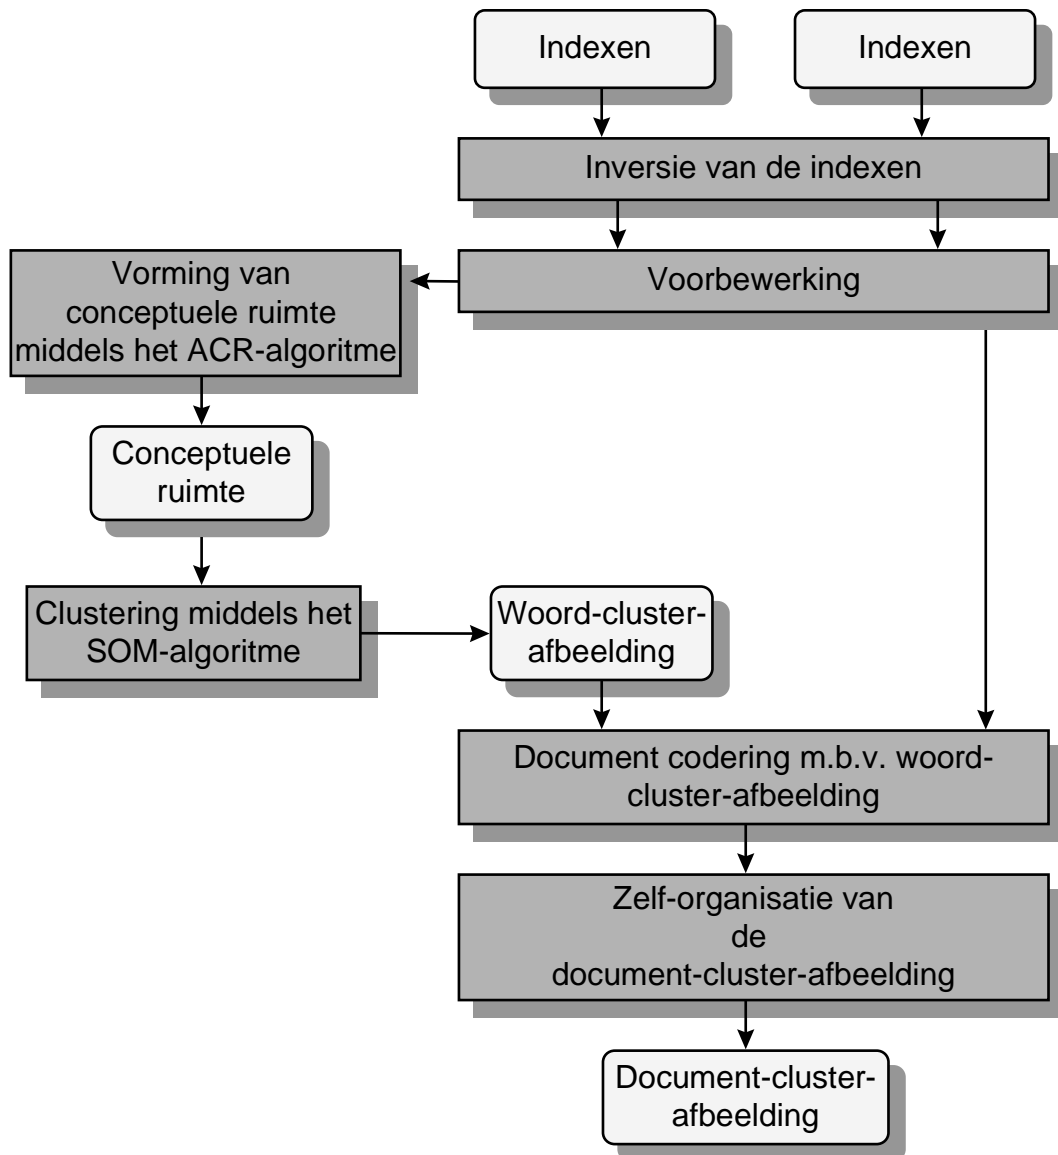 Indexen
Indexen
Inversie van de indexen
Voorbewerking
Vorming van
conceptuele ruimte
middels het ACR-algoritme
Conceptuele
ruimte
Clustering middels het
SOM-algoritme
Woord-cluster-
afbeelding
Document codering m.b.v. woord-
cluster-afbeelding
Zelf-organisatie van
de
document-cluster-afbeelding
Document-cluster-
afbeelding